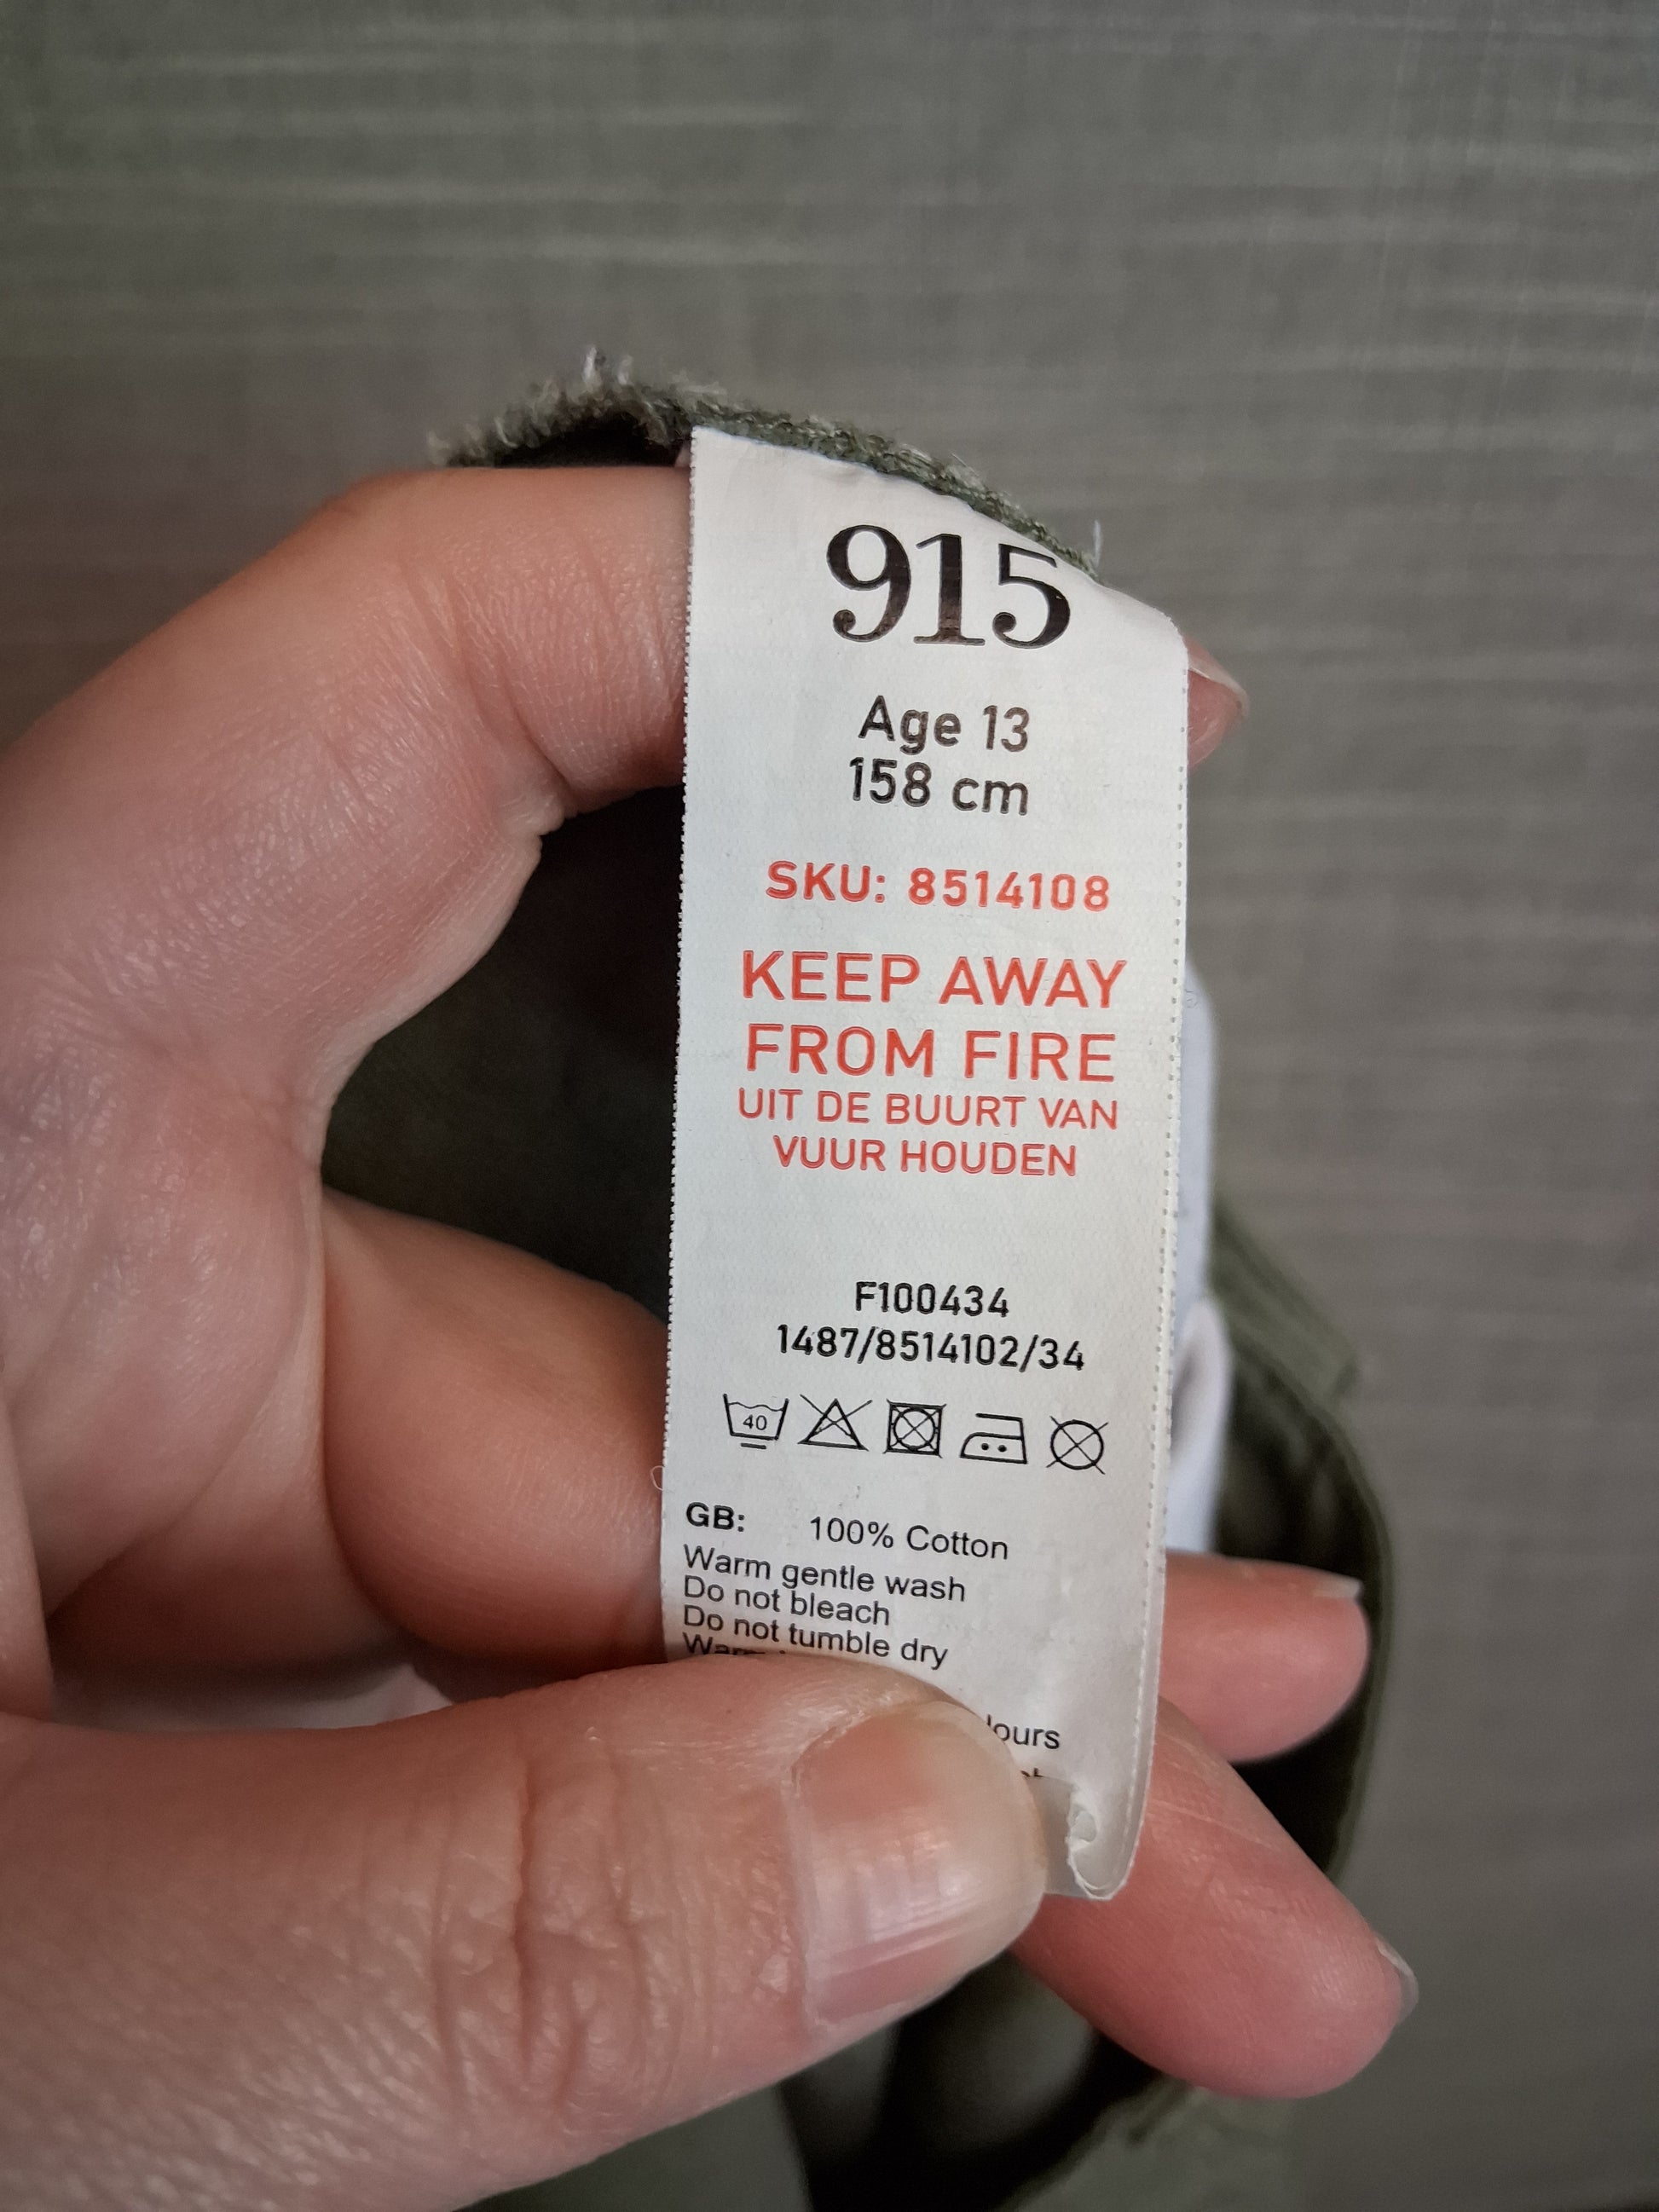 915
Age 13
158 cm
SKU: 8514108
KEEP AWAY
FROM FIRE
UIT DE BUURT VAN
VUUR HOUDEN
F100434
1487/8514102/34
40
GB: 100% Cotton
Warm gentle wash
Do not bleach
Do not tumble dry